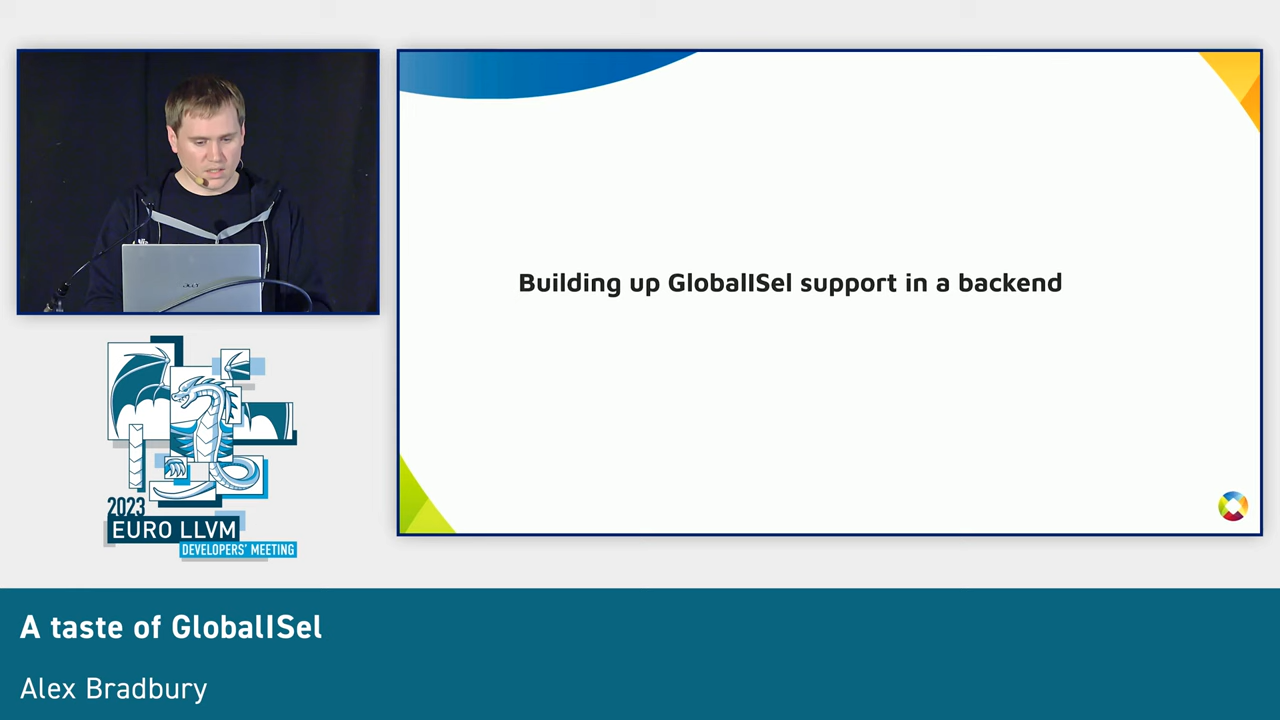 Building up GlobalISel support in a backend
2023
EURO LLVM
DEVELOPERS' MEETING
A taste of GlobalISel
Alex Bradbury